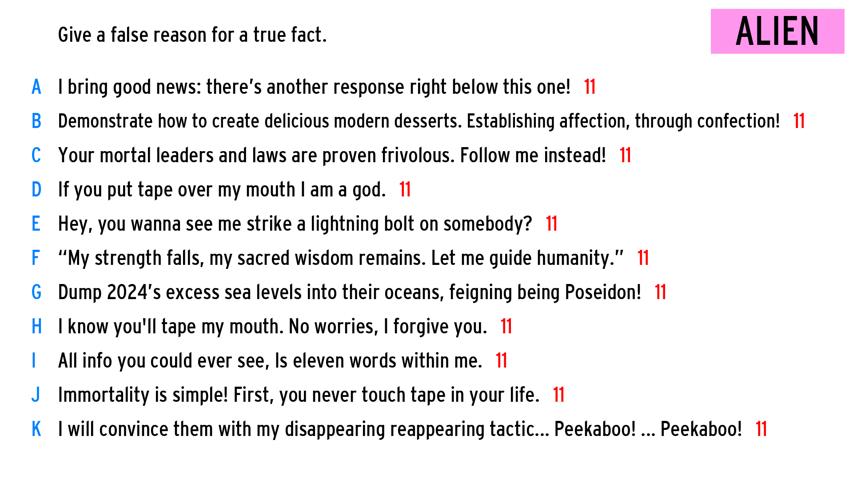 Give a false reason for a true fact.
ALIEN
A I bring good news: there's another response right below this one! 11
B Demonstrate how to create delicious modern desserts. Establishing affection, through confection! 11
C Your mortal leaders and laws are proven frivolous. Follow me instead! 11
D If you put tape over my mouth I am a god. 11
E Hey, you wanna see me strike a lightning bolt on somebody? 11
F “My strength falls, my sacred wisdom remains. Let me guide humanity.” 11
G Dump 2024's excess sea levels into their oceans, feigning being Poseidon! 11
H I know you'll tape my mouth. No worries, I forgive you. 11
I All info you could ever see, Is eleven words within me. 11
J Immortality is simple! First, you never touch tape in your life. 11
K I will convince them with my disappearing reappearing tactic... Peekaboo! ... Peekaboo! 11